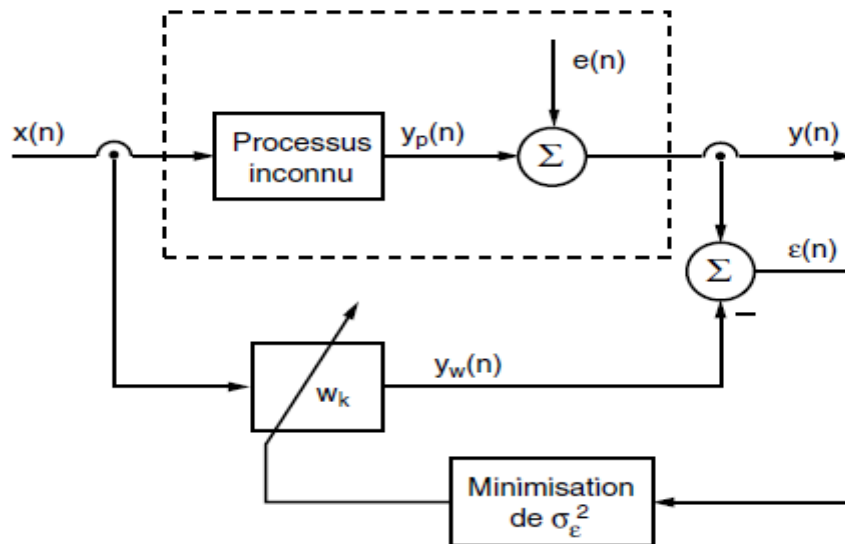 e(n)
x(n)
Processus
inconnu
y_p(n)
Σ
y(n)
Σ
ε(n)
−
w_k
y_w(n)
Minimisation
de σ_ε²